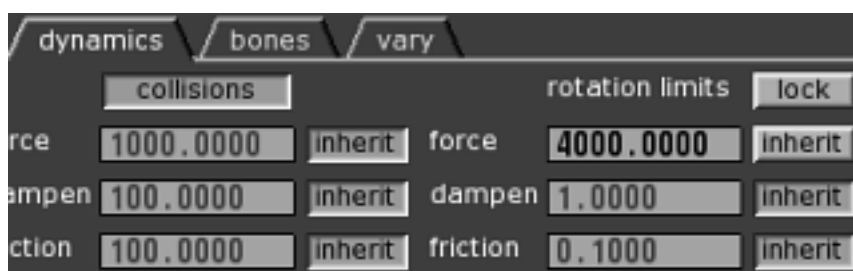 dynamics bones vary
collisions rotation limits lock
rce 1000.0000 inherit force 4000.0000 inherit
ampen 100.0000 inherit dampen 1.0000 inherit
ction 100.0000 inherit friction 0.1000 inherit